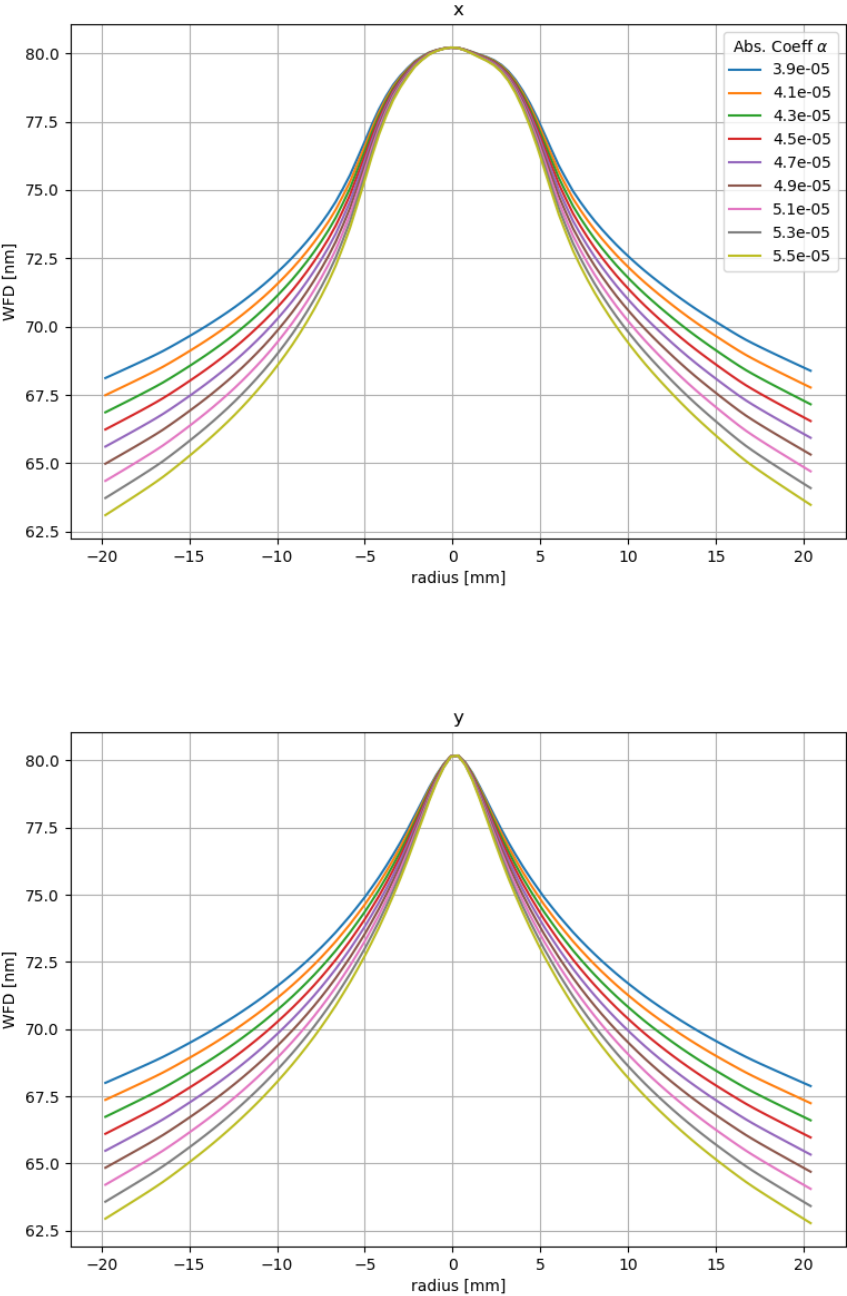 x
WFD [nm]
80.0
77.5
75.0
72.5
70.0
67.5
65.0
62.5
Abs. Coeff α
3.9e-05
4.1e-05
4.3e-05
4.5e-05
4.7e-05
4.9e-05
5.1e-05
5.3e-05
5.5e-05
−20 −15 −10 −5 0 5 10 15 20
radius [mm]
y
WFD [nm]
80.0
77.5
75.0
72.5
70.0
67.5
65.0
62.5
−20 −15 −10 −5 0 5 10 15 20
radius [mm]